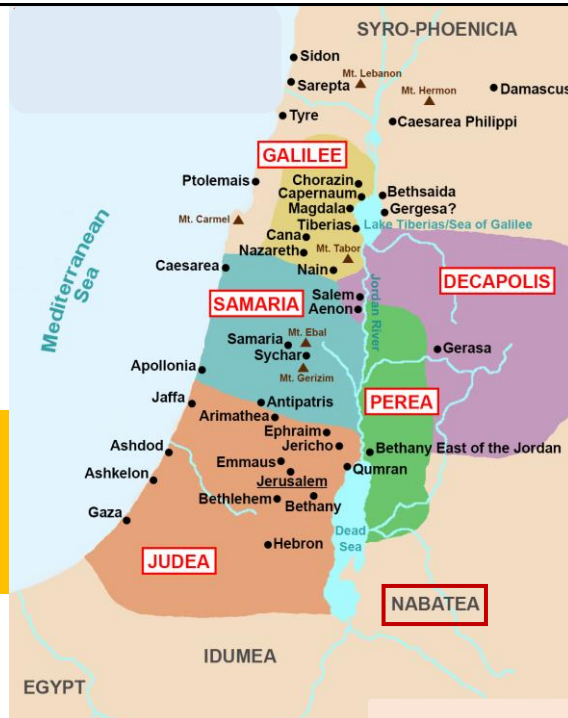 SYRO-PHOENICIA
Sidon
Mt. Lebanon
Sarepta
Mt. Hermon
Damascus
Tyre
Caesarea Philippi
GALILEE
Ptolemais
Chorazin
Capernaum
Bethsaida
Magdala
Gergesa?
Mt. Carmel
Tiberias
Lake Tiberias/Sea of Galilee
Cana
Nazareth
Mt. Tabor
Mediterranean
Sea
Caesarea
Nain
DECAPOLIS
SAMARIA
Salem
Aenon
Jordan River
Samaria
Mt. Ebal
Sychar
Gerasa
Mt. Gerizim
Apollonia
Jaffa
Antipatris
PEREA
Arimathea
Ephraim
Jericho
Bethany East of the Jordan
Ashdod
Emmaus
Qumran
Ashkelon
Jerusalem
Bethlehem
Bethany
Gaza
Dead
Sea
Hebron
JUDEA
NABATEA
IDUMEA
EGYPT